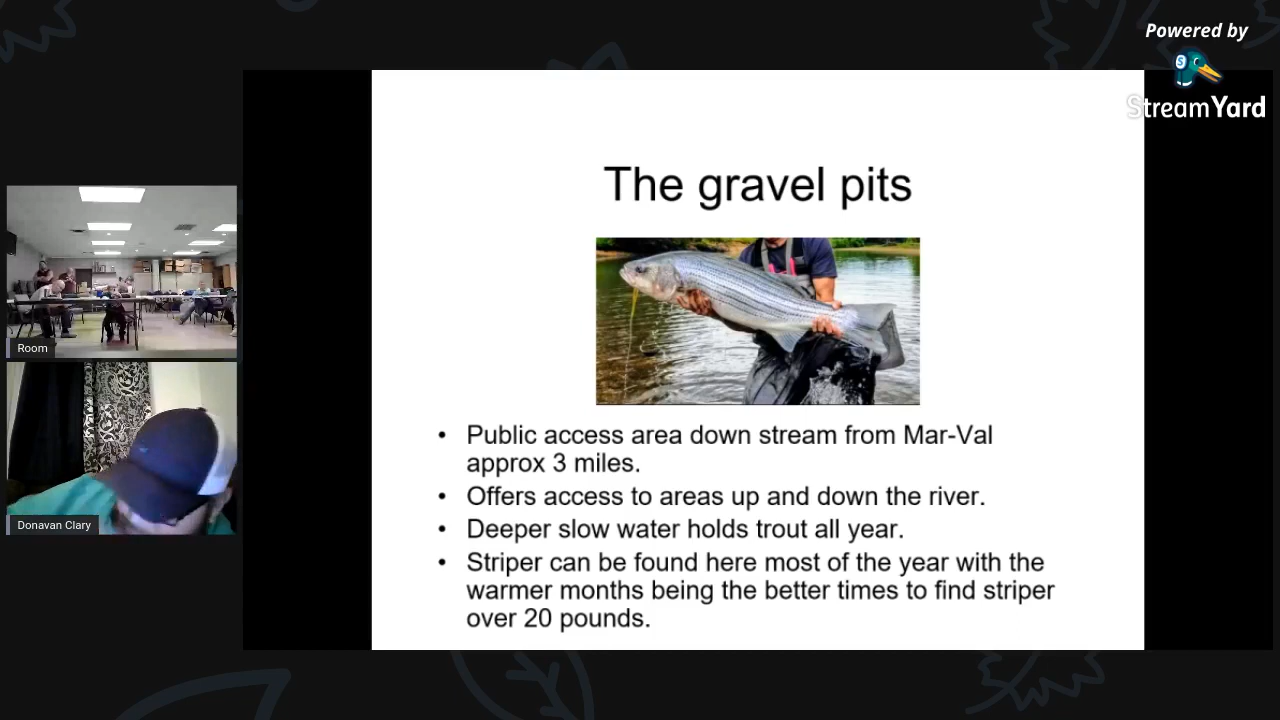 Powered by
StreamYard
The gravel pits
• Public access area down stream from Mar-Val
approx 3 miles.
• Offers access to areas up and down the river.
• Deeper slow water holds trout all year.
• Striper can be found here most of the year with the
warmer months being the better times to find striper
over 20 pounds.
Room
Donavan Clary